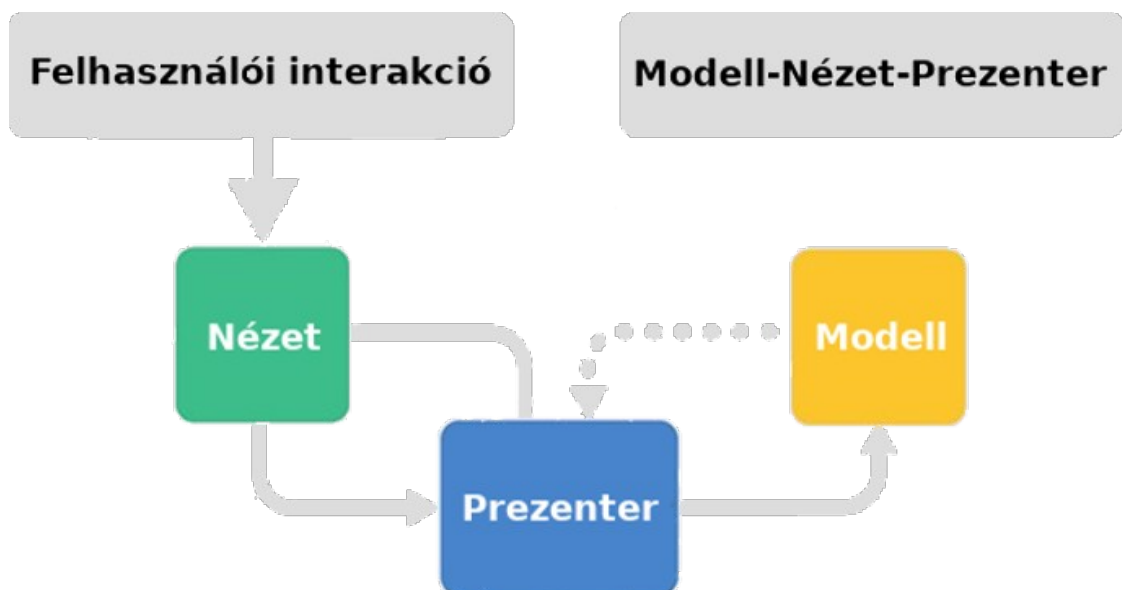 Felhasználói interakció
Modell-Nézet-Prezenter
Nézet
Modell
Prezenter